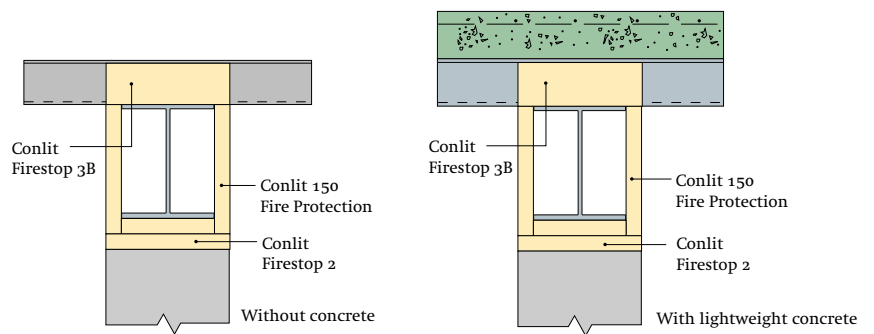 Conlit
Firestop 3B
Conlit 150
Fire Protection
Conlit
Firestop 2
Without concrete
Conlit
Firestop 3B
Conlit 150
Fire Protection
Conlit
Firestop 2
With lightweight concrete